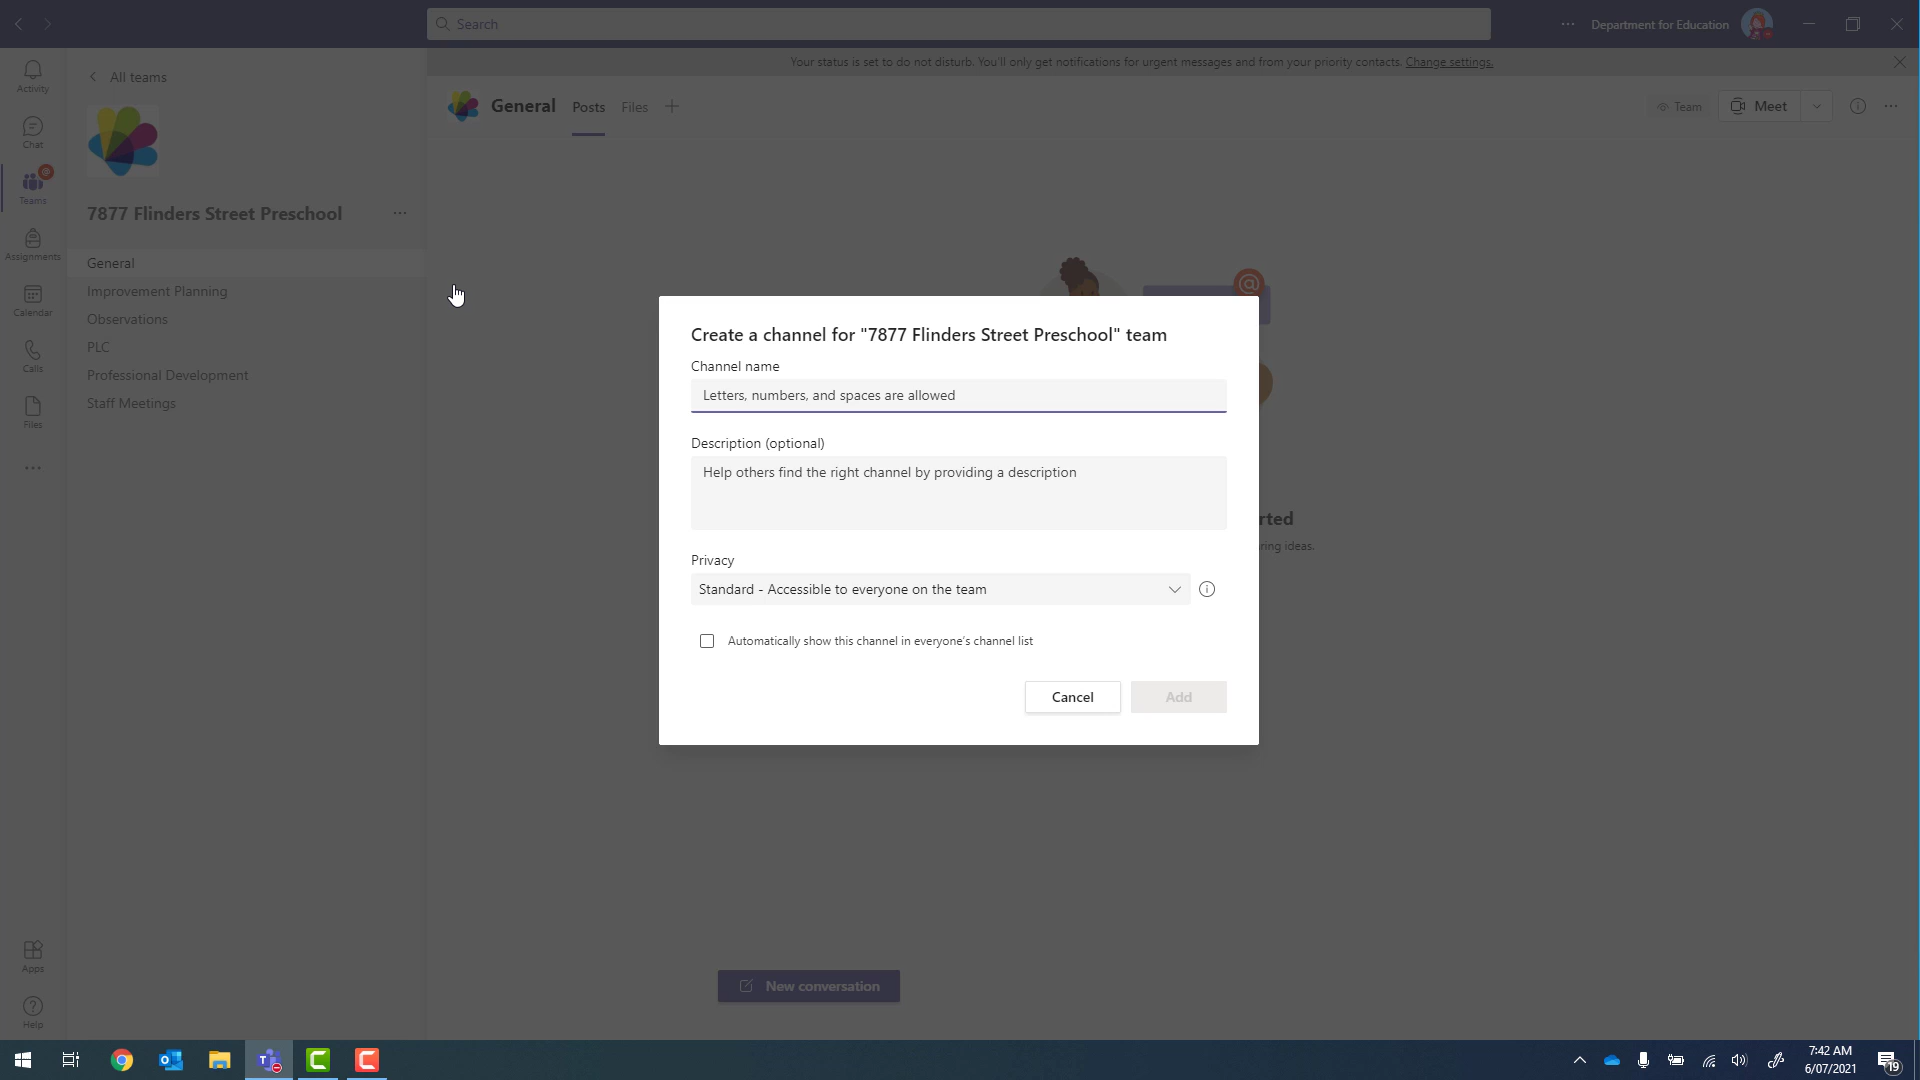 Search
Department for Education
Your status is set to do not disturb. You'll only get notifications for urgent messages and from your priority contacts. Change settings.
Activity
Chat
Teams
Assignments
Calendar
Calls
Files
Apps
Help
All teams
7877 Flinders Street Preschool
General
Improvement Planning
Observations
PLC
Professional Development
Staff Meetings
General Posts Files
Team
Meet
@
Create a channel for "7877 Flinders Street Preschool" team
Channel name
Letters, numbers, and spaces are allowed
Description (optional)
Help others find the right channel by providing a description
Privacy
Standard - Accessible to everyone on the team
Automatically show this channel in everyone's channel list
Cancel
Add
rted
ring ideas.
New conversation
7:42 AM
6/07/2021
19